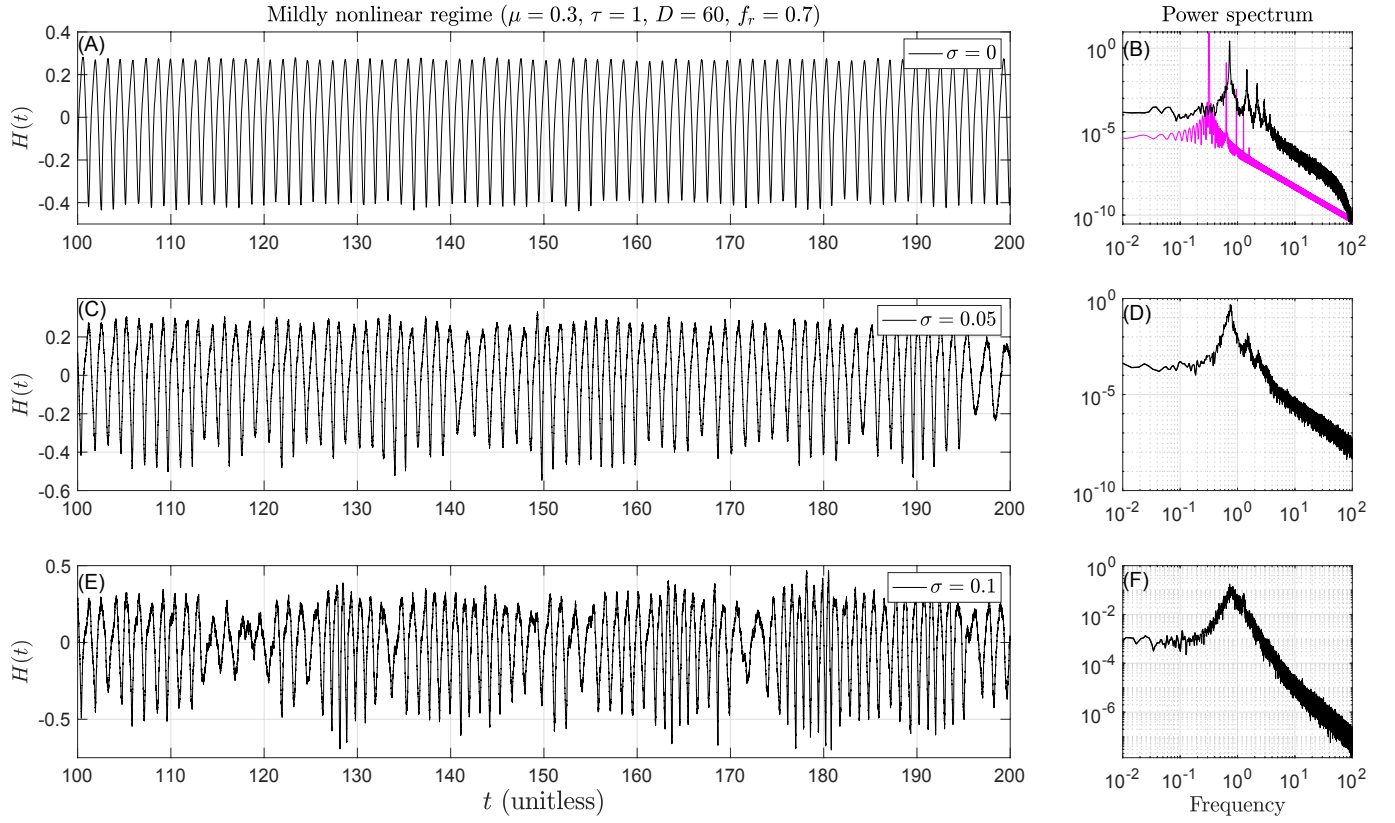 Mildly nonlinear regime (μ = 0.3, τ = 1, D = 60, f_r = 0.7)
Power spectrum
(A)
σ = 0
H(t)
0.4
0.2
0
-0.2
-0.4
100 110 120 130 140 150 160 170 180 190 200
(B)
10^0
10^-5
10^-10
10^-2 10^-1 10^0 10^1 10^2
(C)
σ = 0.05
H(t)
0.2
0
-0.2
-0.4
-0.6
100 110 120 130 140 150 160 170 180 190 200
(D)
10^0
10^-5
10^-10
10^-2 10^-1 10^0 10^1 10^2
(E)
σ = 0.1
H(t)
0.5
0
-0.5
100 110 120 130 140 150 160 170 180 190 200
t (unitless)
(F)
10^0
10^-2
10^-4
10^-6
10^-2 10^-1 10^0 10^1 10^2
Frequency